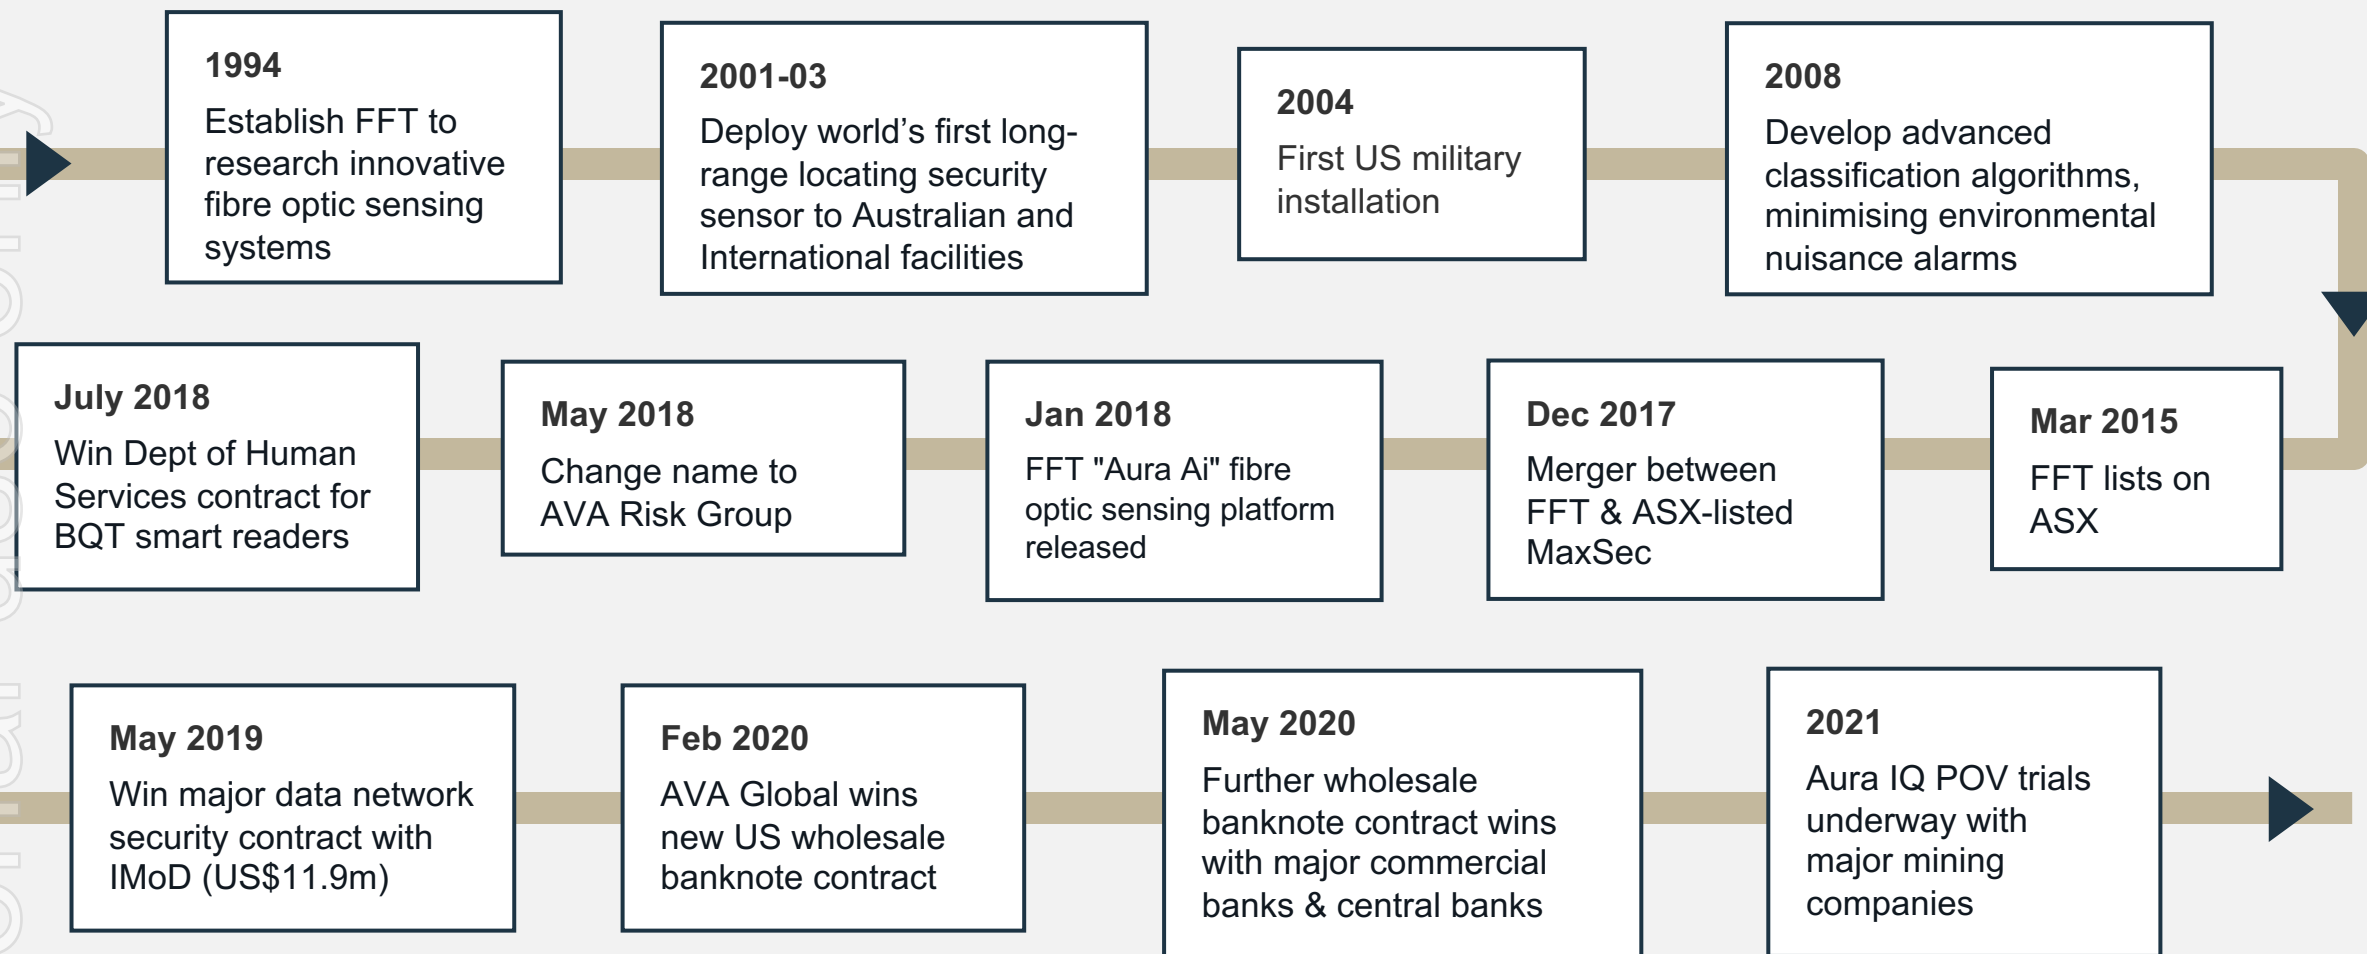 1994
Establish FFT to
research innovative
fibre optic sensing
systems
2001-03
Deploy world’s first long-
range locating security
sensor to Australian and
International facilities
2004
First US military
installation
2008
Develop advanced
classification algorithms,
minimising environmental
nuisance alarms
Mar 2015
FFT lists on
ASX
Dec 2017
Merger between
FFT & ASX-listed
MaxSec
Jan 2018
FFT "Aura Ai" fibre
optic sensing platform
released
May 2018
Change name to
AVA Risk Group
July 2018
Win Dept of Human
Services contract for
BQT smart readers
May 2019
Win major data network
security contract with
IMoD (US$11.9m)
Feb 2020
AVA Global wins
new US wholesale
banknote contract
May 2020
Further wholesale
banknote contract wins
with major commercial
banks & central banks
2021
Aura IQ POV trials
underway with
major mining
companies